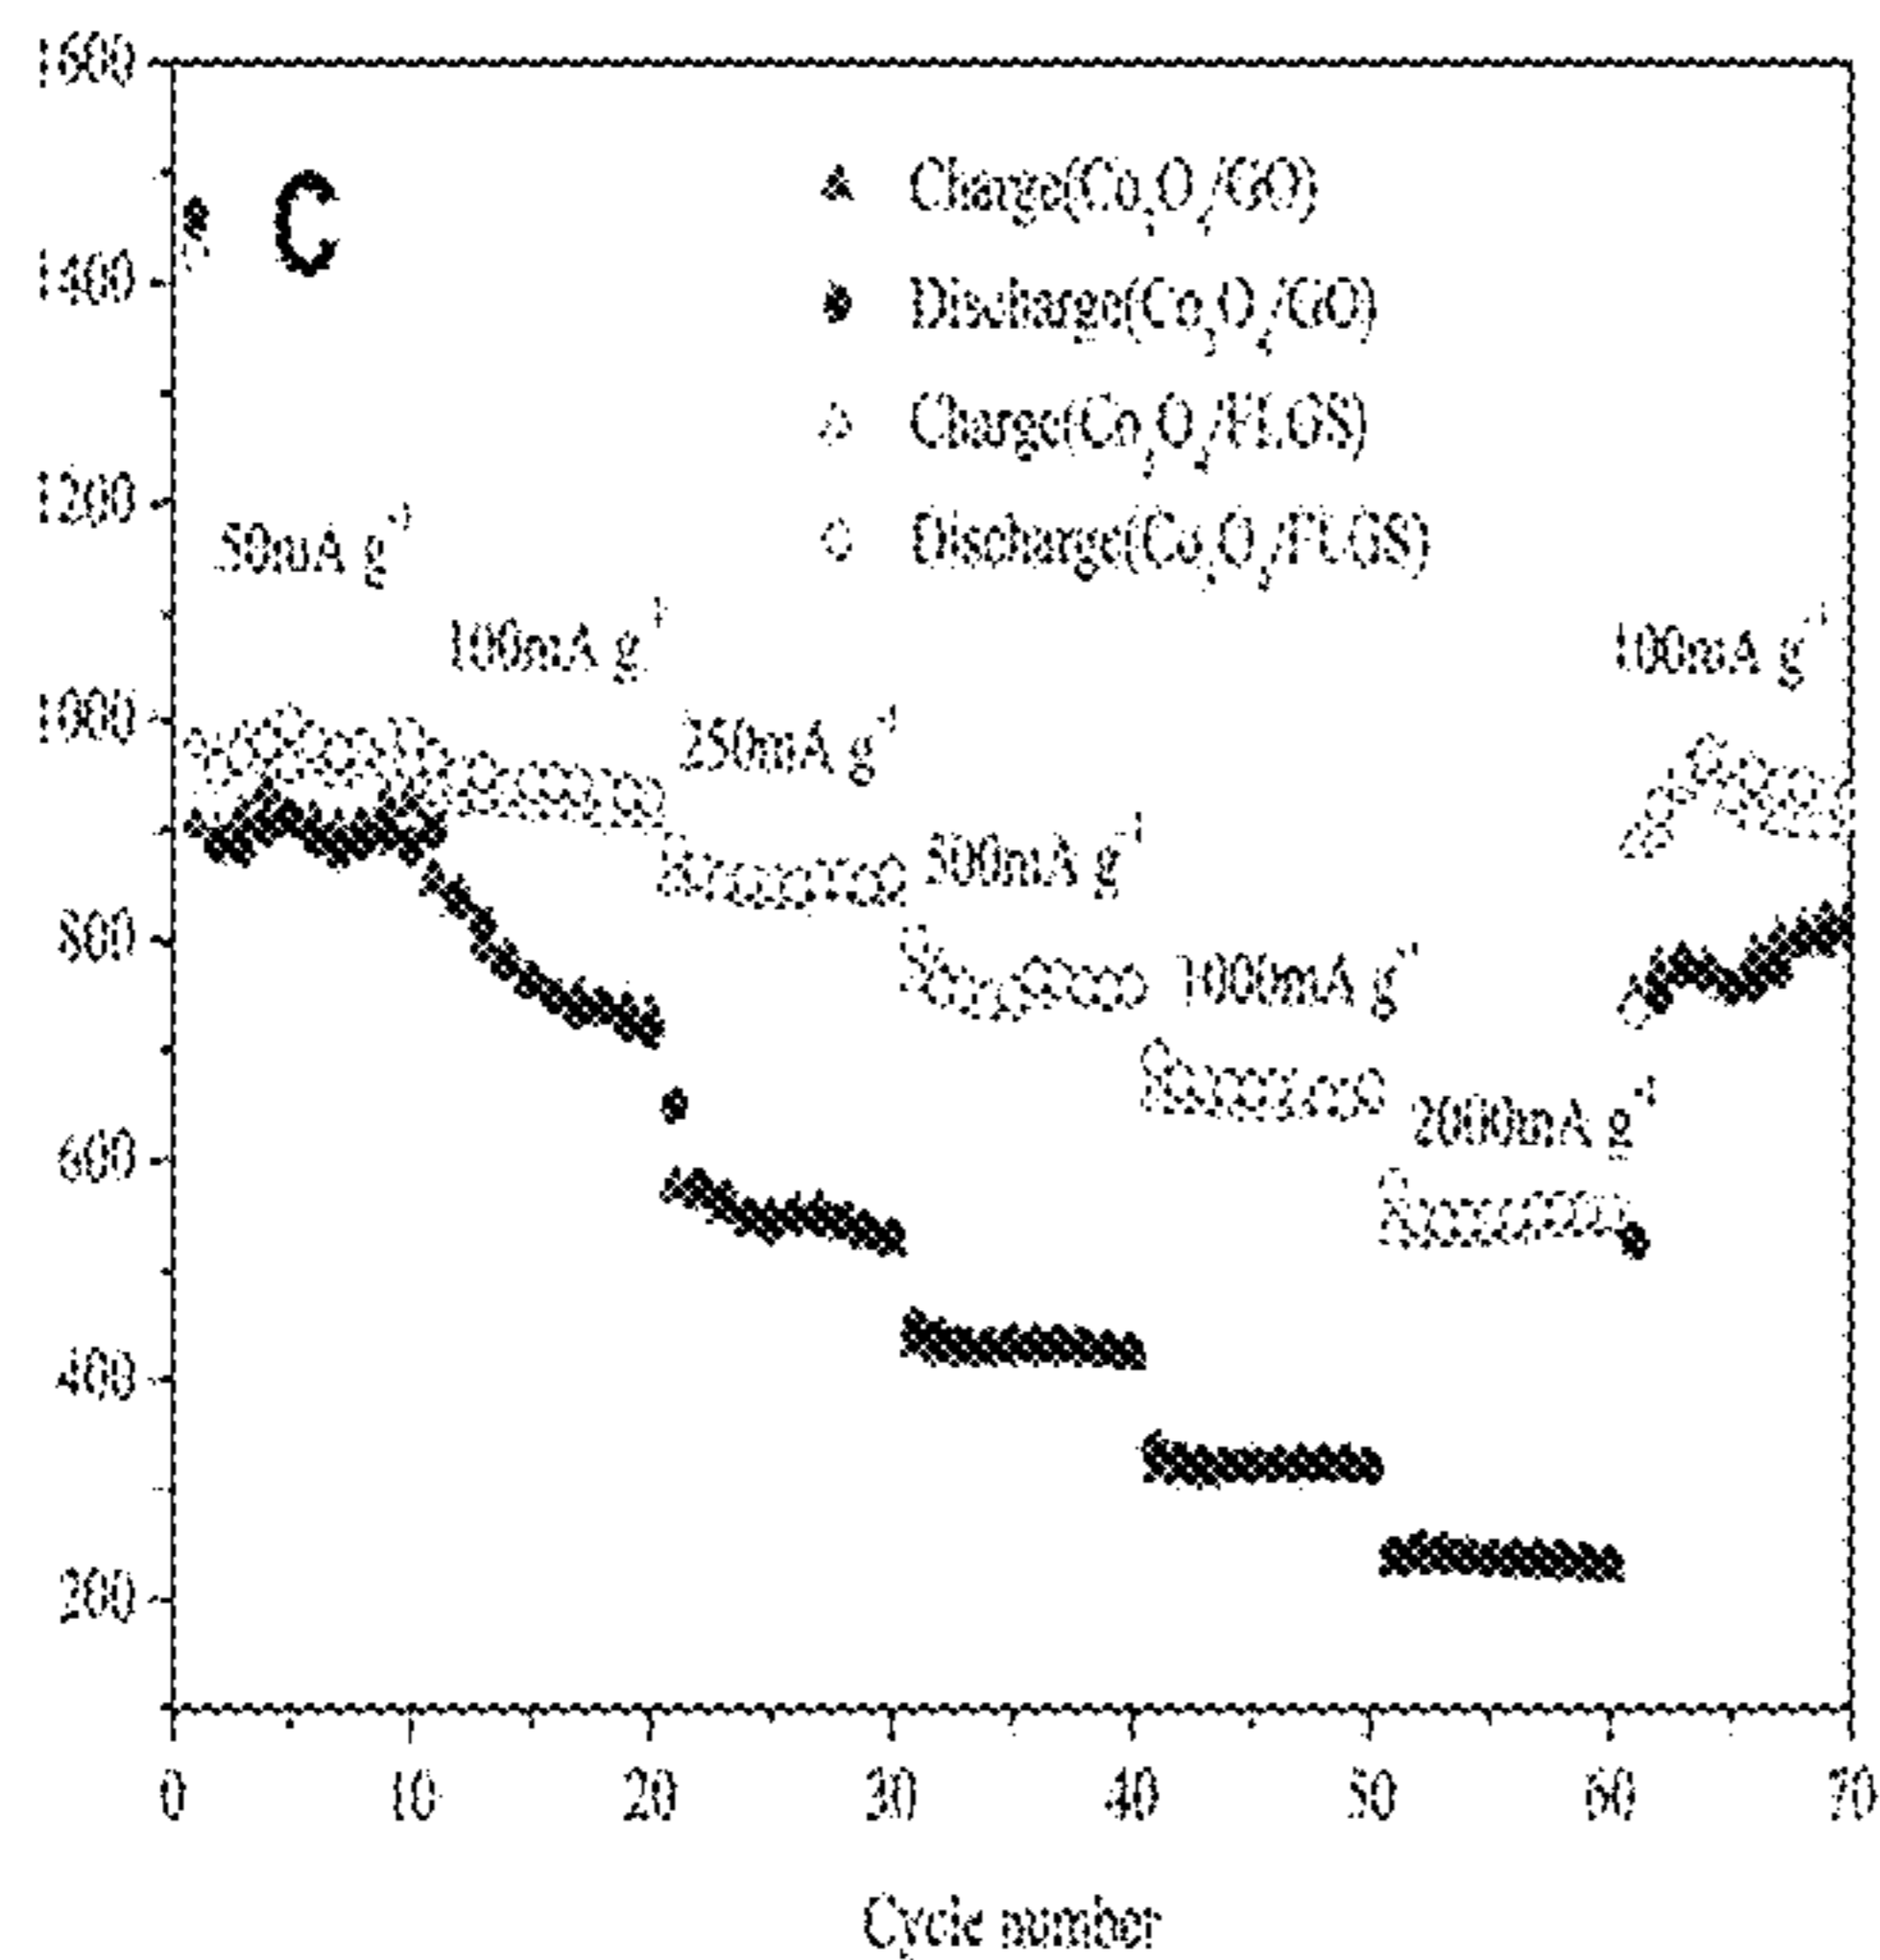 1600
1400
1200
1000
800
600
400
200
C
Charge(Co₃O₄/GO)
Discharge(Co₃O₄/GO)
Charge(Co₃O₄/FLGS)
Discharge(Co₃O₄/FLGS)
50mA g⁻¹
100mA g⁻¹
250mA g⁻¹
500mA g⁻¹
1000mA g⁻¹
2000mA g⁻¹
100mA g⁻¹
0 10 20 30 40 50 60 70
Cycle number